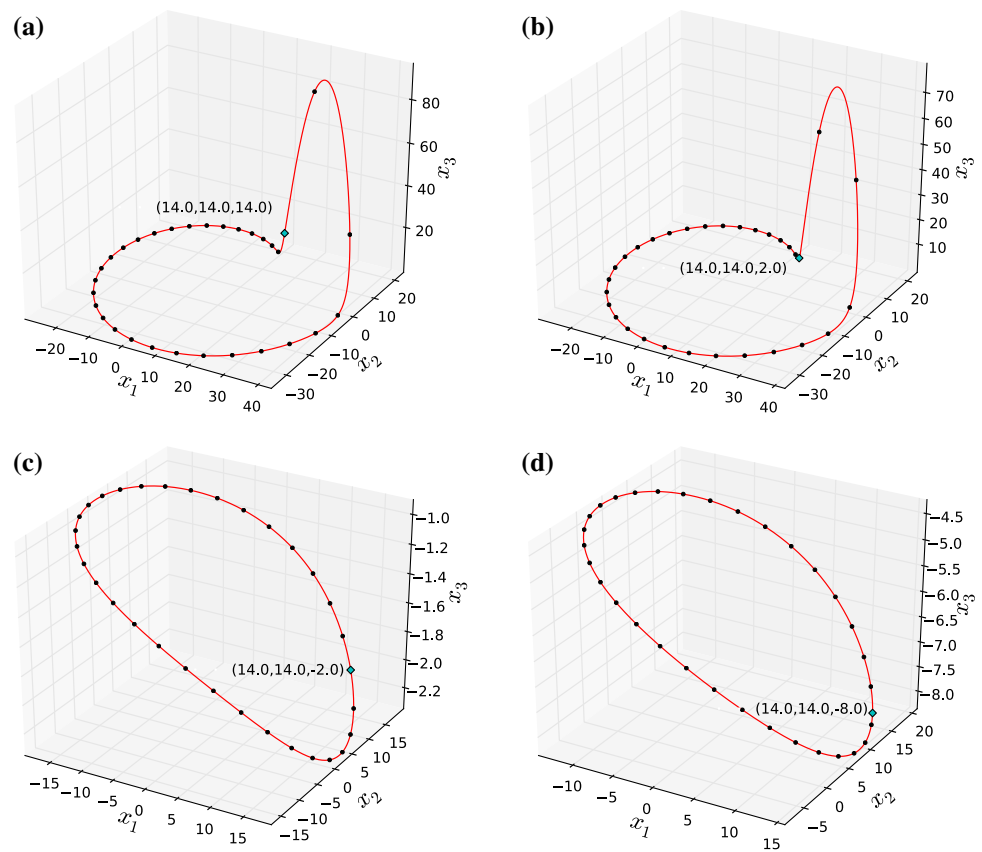 (a)
(14.0,14.0,14.0)
80
60
40
20
x3
−20 −10 0 10 20 30 40
x1
−30 −20 −10 0 10 20
x2
(b)
(14.0,14.0,2.0)
70
60
50
40
30
20
10
x3
−20 −10 0 10 20 30 40
x1
−30 −20 −10 0 10 20
x2
(c)
(14.0,14.0,-2.0)
−1.0
−1.2
−1.4
−1.6
−1.8
−2.0
−2.2
x3
−15 −10 −5 0 5 10 15
x1
−15 −10 −5 0 5 10 15
x2
(d)
(14.0,14.0,-8.0)
−4.5
−5.0
−5.5
−6.0
−6.5
−7.0
−7.5
−8.0
x3
−10 −5 0 5 10 15
x1
−5 0 5 10 15 20
x2